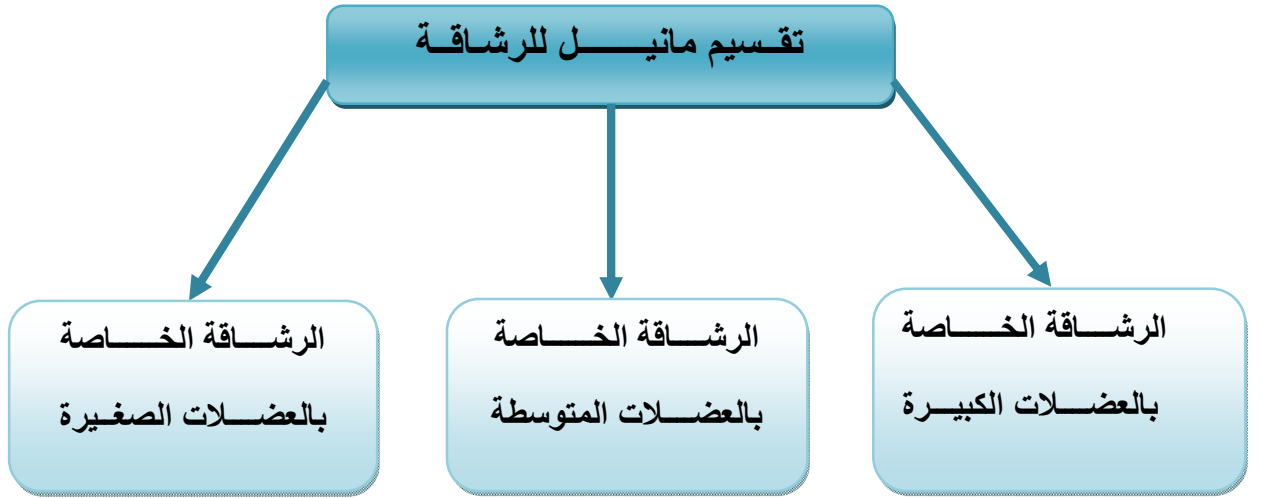 تقسيم مانيل للرشاقة
الرشاقة الخاصة
بالعضلات الكبيرة
الرشاقة الخاصة
بالعضلات المتوسطة
الرشاقة الخاصة
بالعضلات الصغيرة